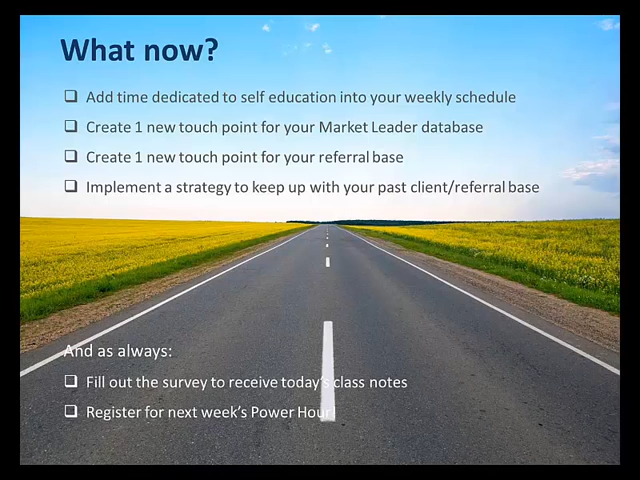 What now?
❑ Add time dedicated to self education into your weekly schedule
❑ Create 1 new touch point for your Market Leader database
❑ Create 1 new touch point for your referral base
❑ Implement a strategy to keep up with your past client/referral base
And as always:
❑ Fill out the survey to receive today's class notes
❑ Register for next week's Power Hour!